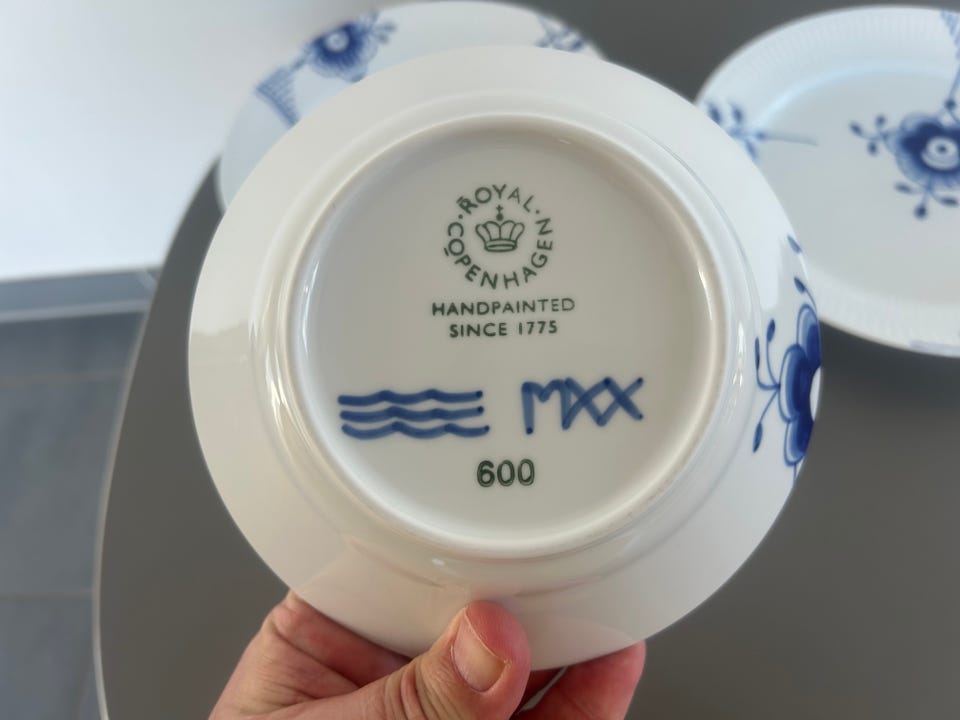 ROYAL · COPENHAGEN ·
HANDPAINTED
SINCE 1775
MXX
600